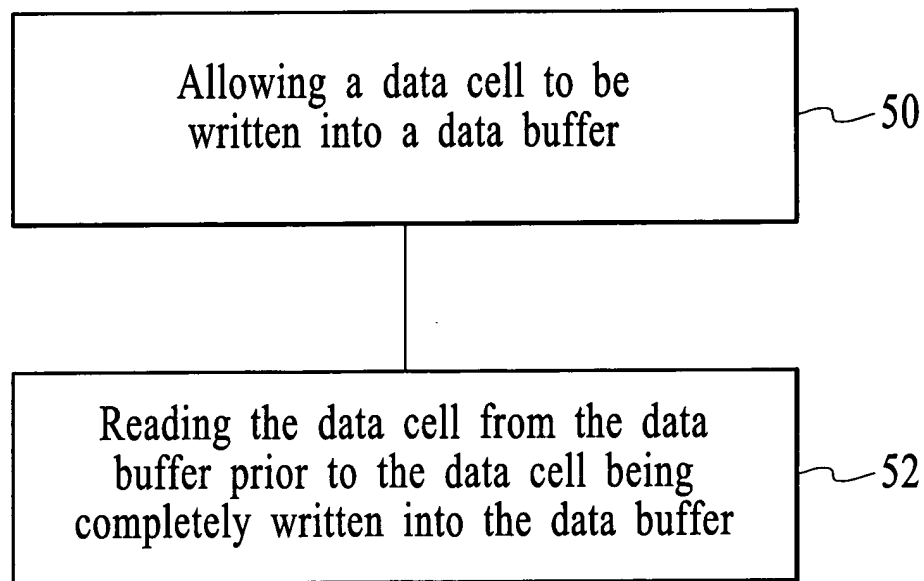 Allowing a data cell to be
written into a data buffer
50
Reading the data cell from the data
buffer prior to the data cell being
completely written into the data buffer
52